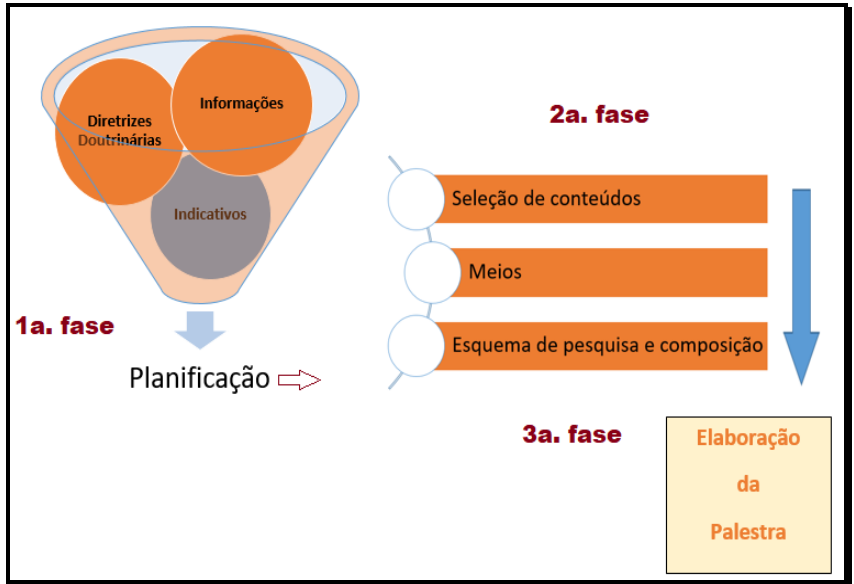 Informações
Diretrizes
Doutrinárias
Indicativos
1a. fase
Planificação
2a. fase
Seleção de conteúdos
Meios
Esquema de pesquisa e composição
3a. fase
Elaboração
da
Palestra